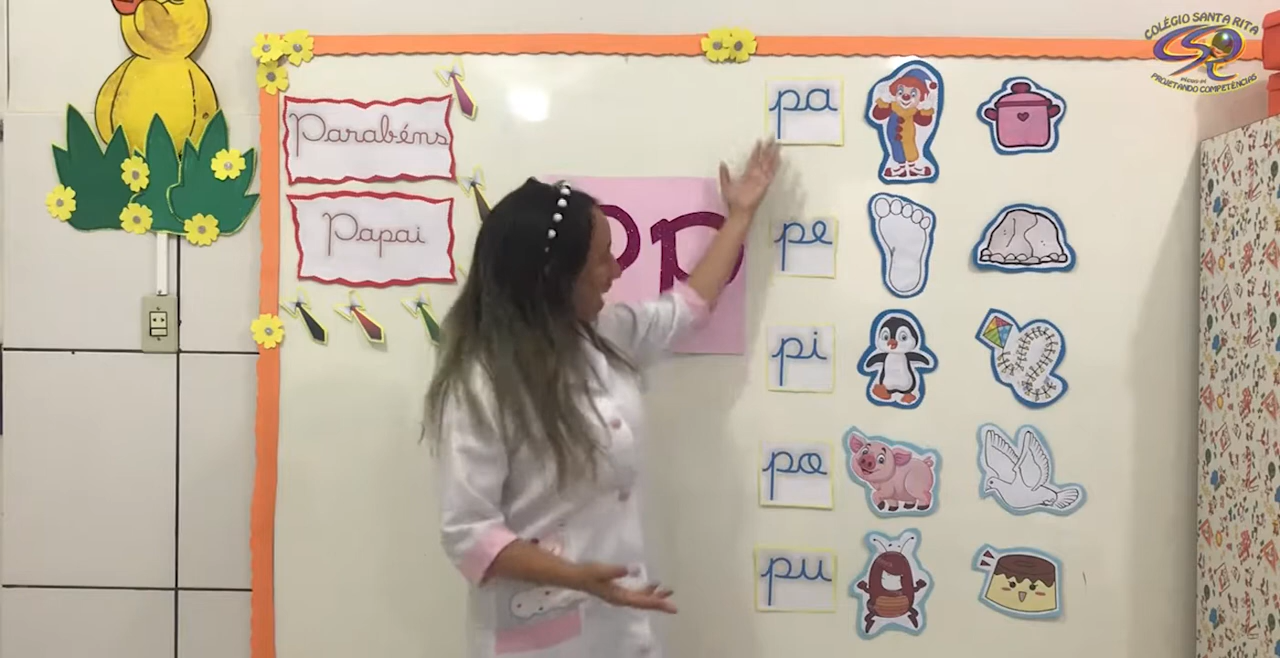 COLÉGIO SANTA RITA
PROJETANDO COMPETÊNCIAS
Parabéns
Papai
pa
pe
pi
po
pu